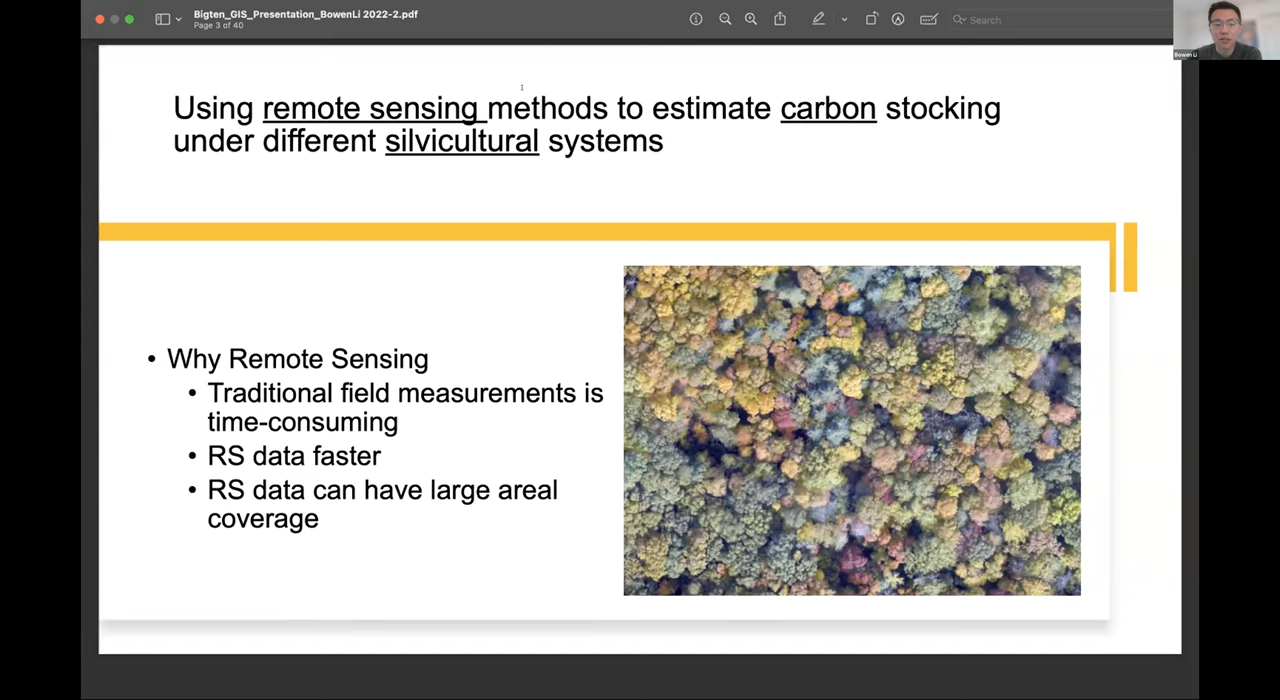 Bigten_GIS_Presentation_BowenLi 2022-2.pdf
Page 3 of 40
Search
Bowen Li
Using remote sensing methods to estimate carbon stocking
under different silvicultural systems
• Why Remote Sensing
• Traditional field measurements is
time-consuming
• RS data faster
• RS data can have large areal
coverage